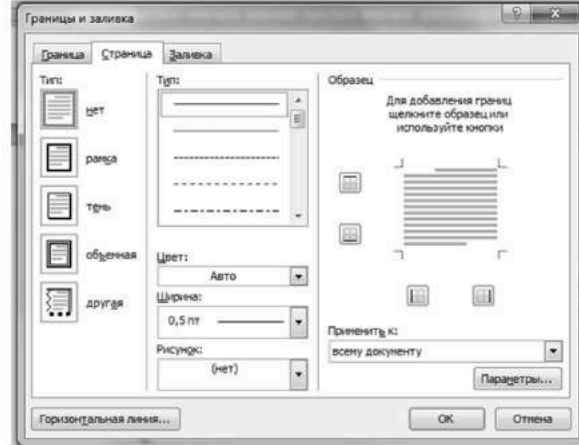 Границы и заливка
Граница Страница Заливка
Тип:
нет
рамка
тень
объемная
другая
Тип:
Цвет:
Авто
Ширина:
0,5 пт
Рисунок:
(нет)
Образец
Для добавления границ
щелкните образец или
используйте кнопки
Применить к:
всему документу
Параметры...
Горизонтальная линия...
ОК Отмена